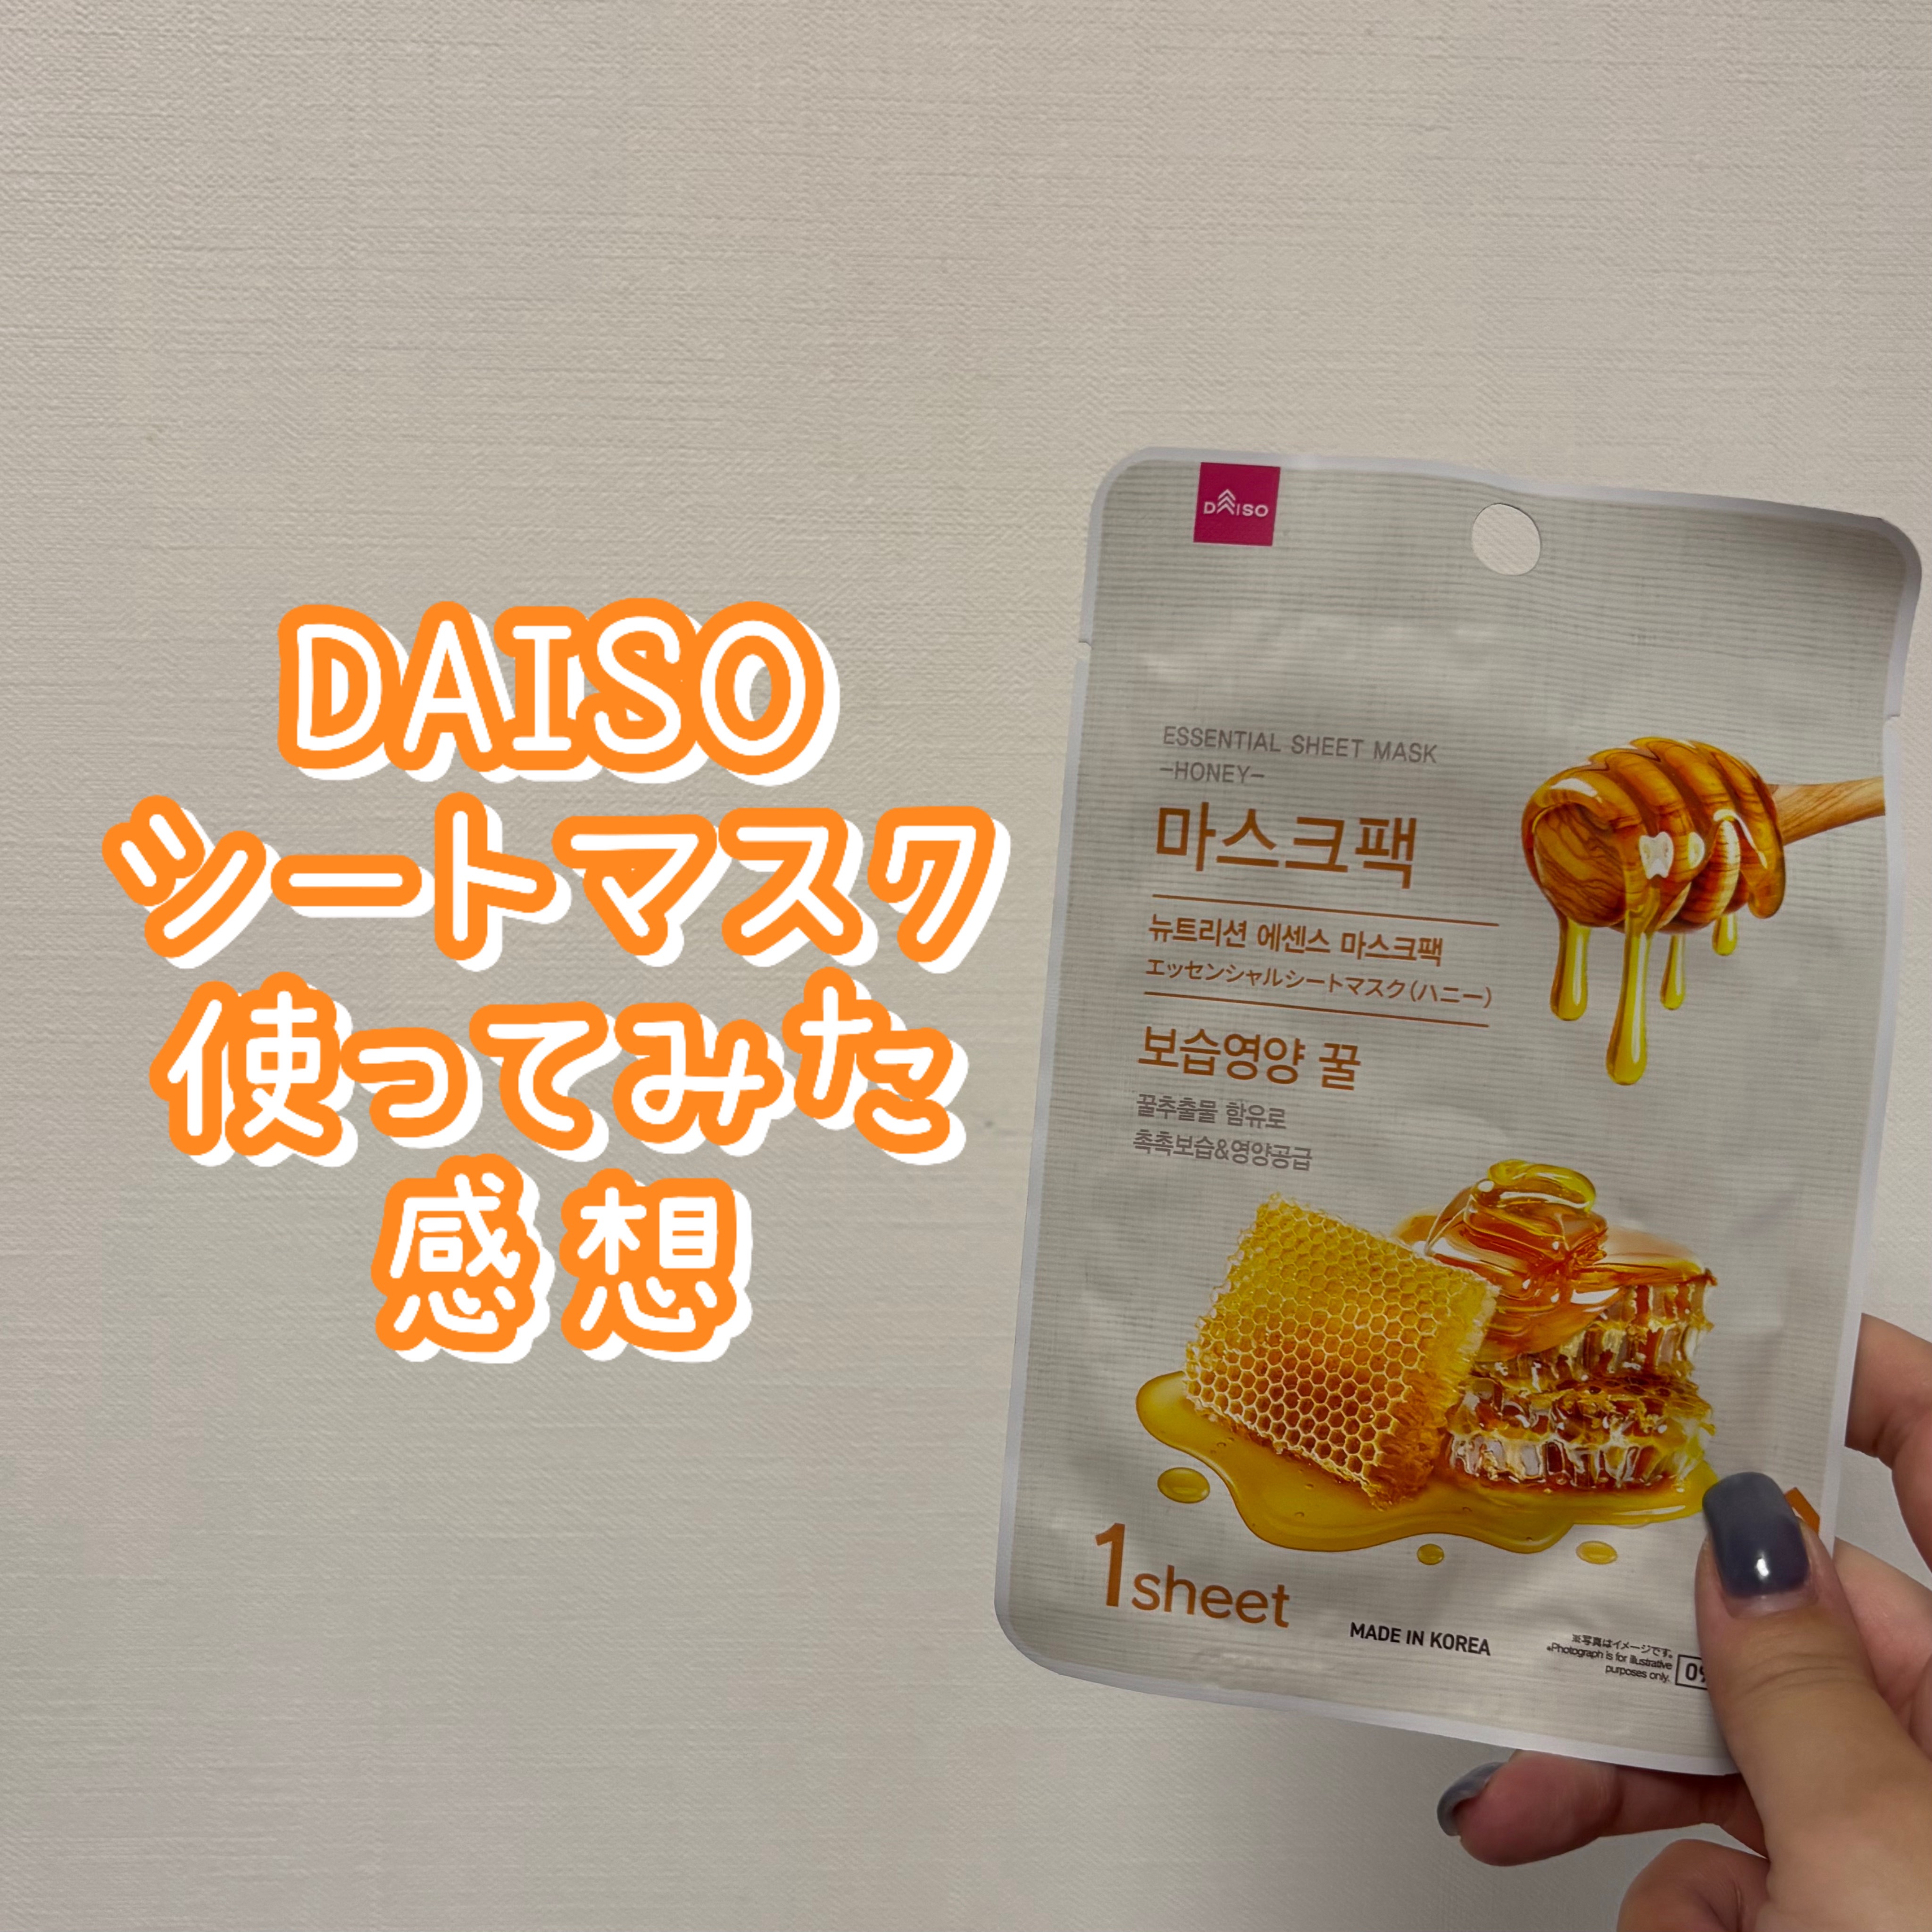 DAISO
シートマスク
使ってみた
感想
DAISO
ESSENTIAL SHEET MASK
-HONEY-
마스크팩
뉴트리션 에센스 마스크팩
エッセンシャルシートマスク(ハニー)
보습영양 꿀
꿀추출물 함유로
촉촉보습&영양공급
1sheet
MADE IN KOREA
※写真はイメージです。
*Photograph is for illustrative
purposes only.